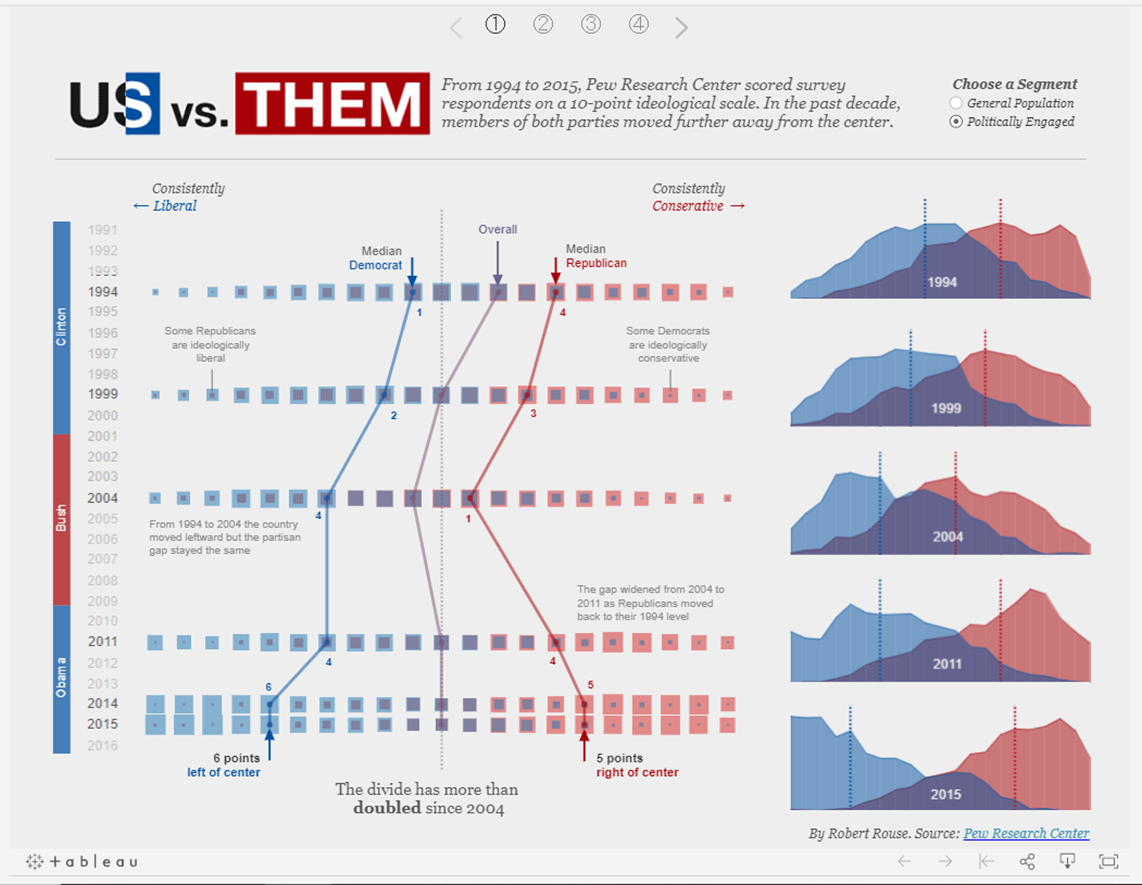 1 2 3 4
US vs. THEM
From 1994 to 2015, Pew Research Center scored survey
respondents on a 10-point ideological scale. In the past decade,
members of both parties moved further away from the center.
Choose a Segment
General Population
Politically Engaged
Consistently
← Liberal
Consistently
Conserative →
Clinton
Bush
Obama
1991
1992
1993
1994
1995
1996
1997
1998
1999
2000
2001
2002
2003
2004
2005
2006
2007
2008
2009
2010
2011
2012
2013
2014
2015
2016
Median
Democrat
Overall
Median
Republican
1
4
Some Republicans
are ideologically
liberal
Some Democrats
are ideologically
conservative
2
3
4
1
From 1994 to 2004 the country
moved leftward but the partisan
gap stayed the same
The gap widened from 2004 to
2011 as Republicans moved
back to their 1994 level
4
4
6
5
6 points
left of center
5 points
right of center
The divide has more than
doubled since 2004
1994
1999
2004
2011
2015
By Robert Rouse. Source: Pew Research Center
+ableau